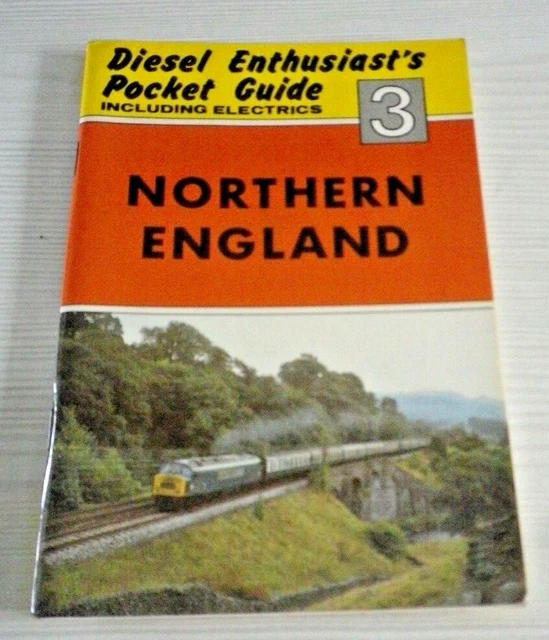 Diesel Enthusiast's
Pocket Guide
INCLUDING ELECTRICS
3
NORTHERN
ENGLAND